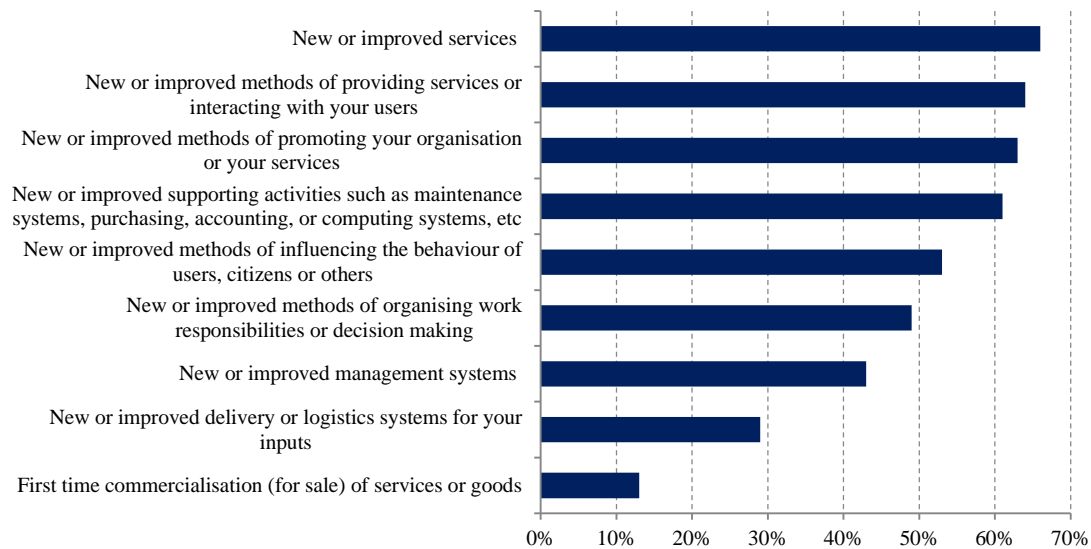 New or improved services
New or improved methods of providing services or
interacting with your users
New or improved methods of promoting your organisation
or your services
New or improved supporting activities such as maintenance
systems, purchasing, accounting, or computing systems, etc
New or improved methods of influencing the behaviour of
users, citizens or others
New or improved methods of organising work
responsibilities or decision making
New or improved management systems
New or improved delivery or logistics systems for your
inputs
First time commercialisation (for sale) of services or goods
0% 10% 20% 30% 40% 50% 60% 70%